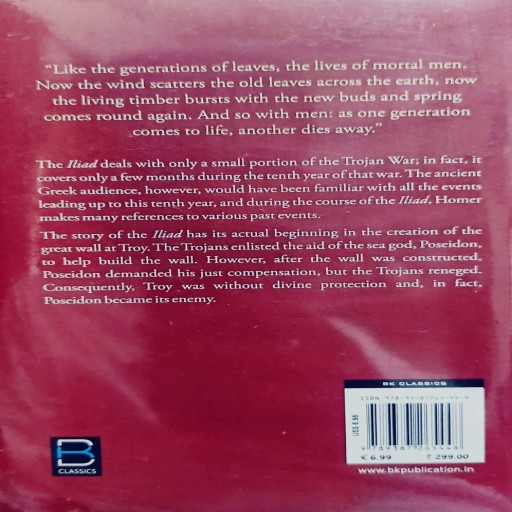 “Like the generations of leaves, the lives of mortal men.
Now the wind scatters the old leaves across the earth, now
the living timber bursts with the new buds and spring
comes round again. And so with men: as one generation
comes to life, another dies away.”
The Iliad deals with only a small portion of the Trojan War; in fact, it
covers only a few months during the tenth year of that war. The ancient
Greek audience, however, would have been familiar with all the events
leading up to this tenth year, and during the course of the Iliad, Homer
makes many references to various past events.
The story of the Iliad has its actual beginning in the creation of the
great wall at Troy. The Trojans enlisted the aid of the sea god, Poseidon,
to help build the wall. However, after the wall was constructed,
Poseidon demanded his just compensation, but the Trojans reneged.
Consequently, Troy was without divine protection and, in fact,
Poseidon became its enemy.
BK CLASSICS
US$ 6.99
€ 6.99 ₹ 299.00
www.bkpublication.in
B
CLASSICS